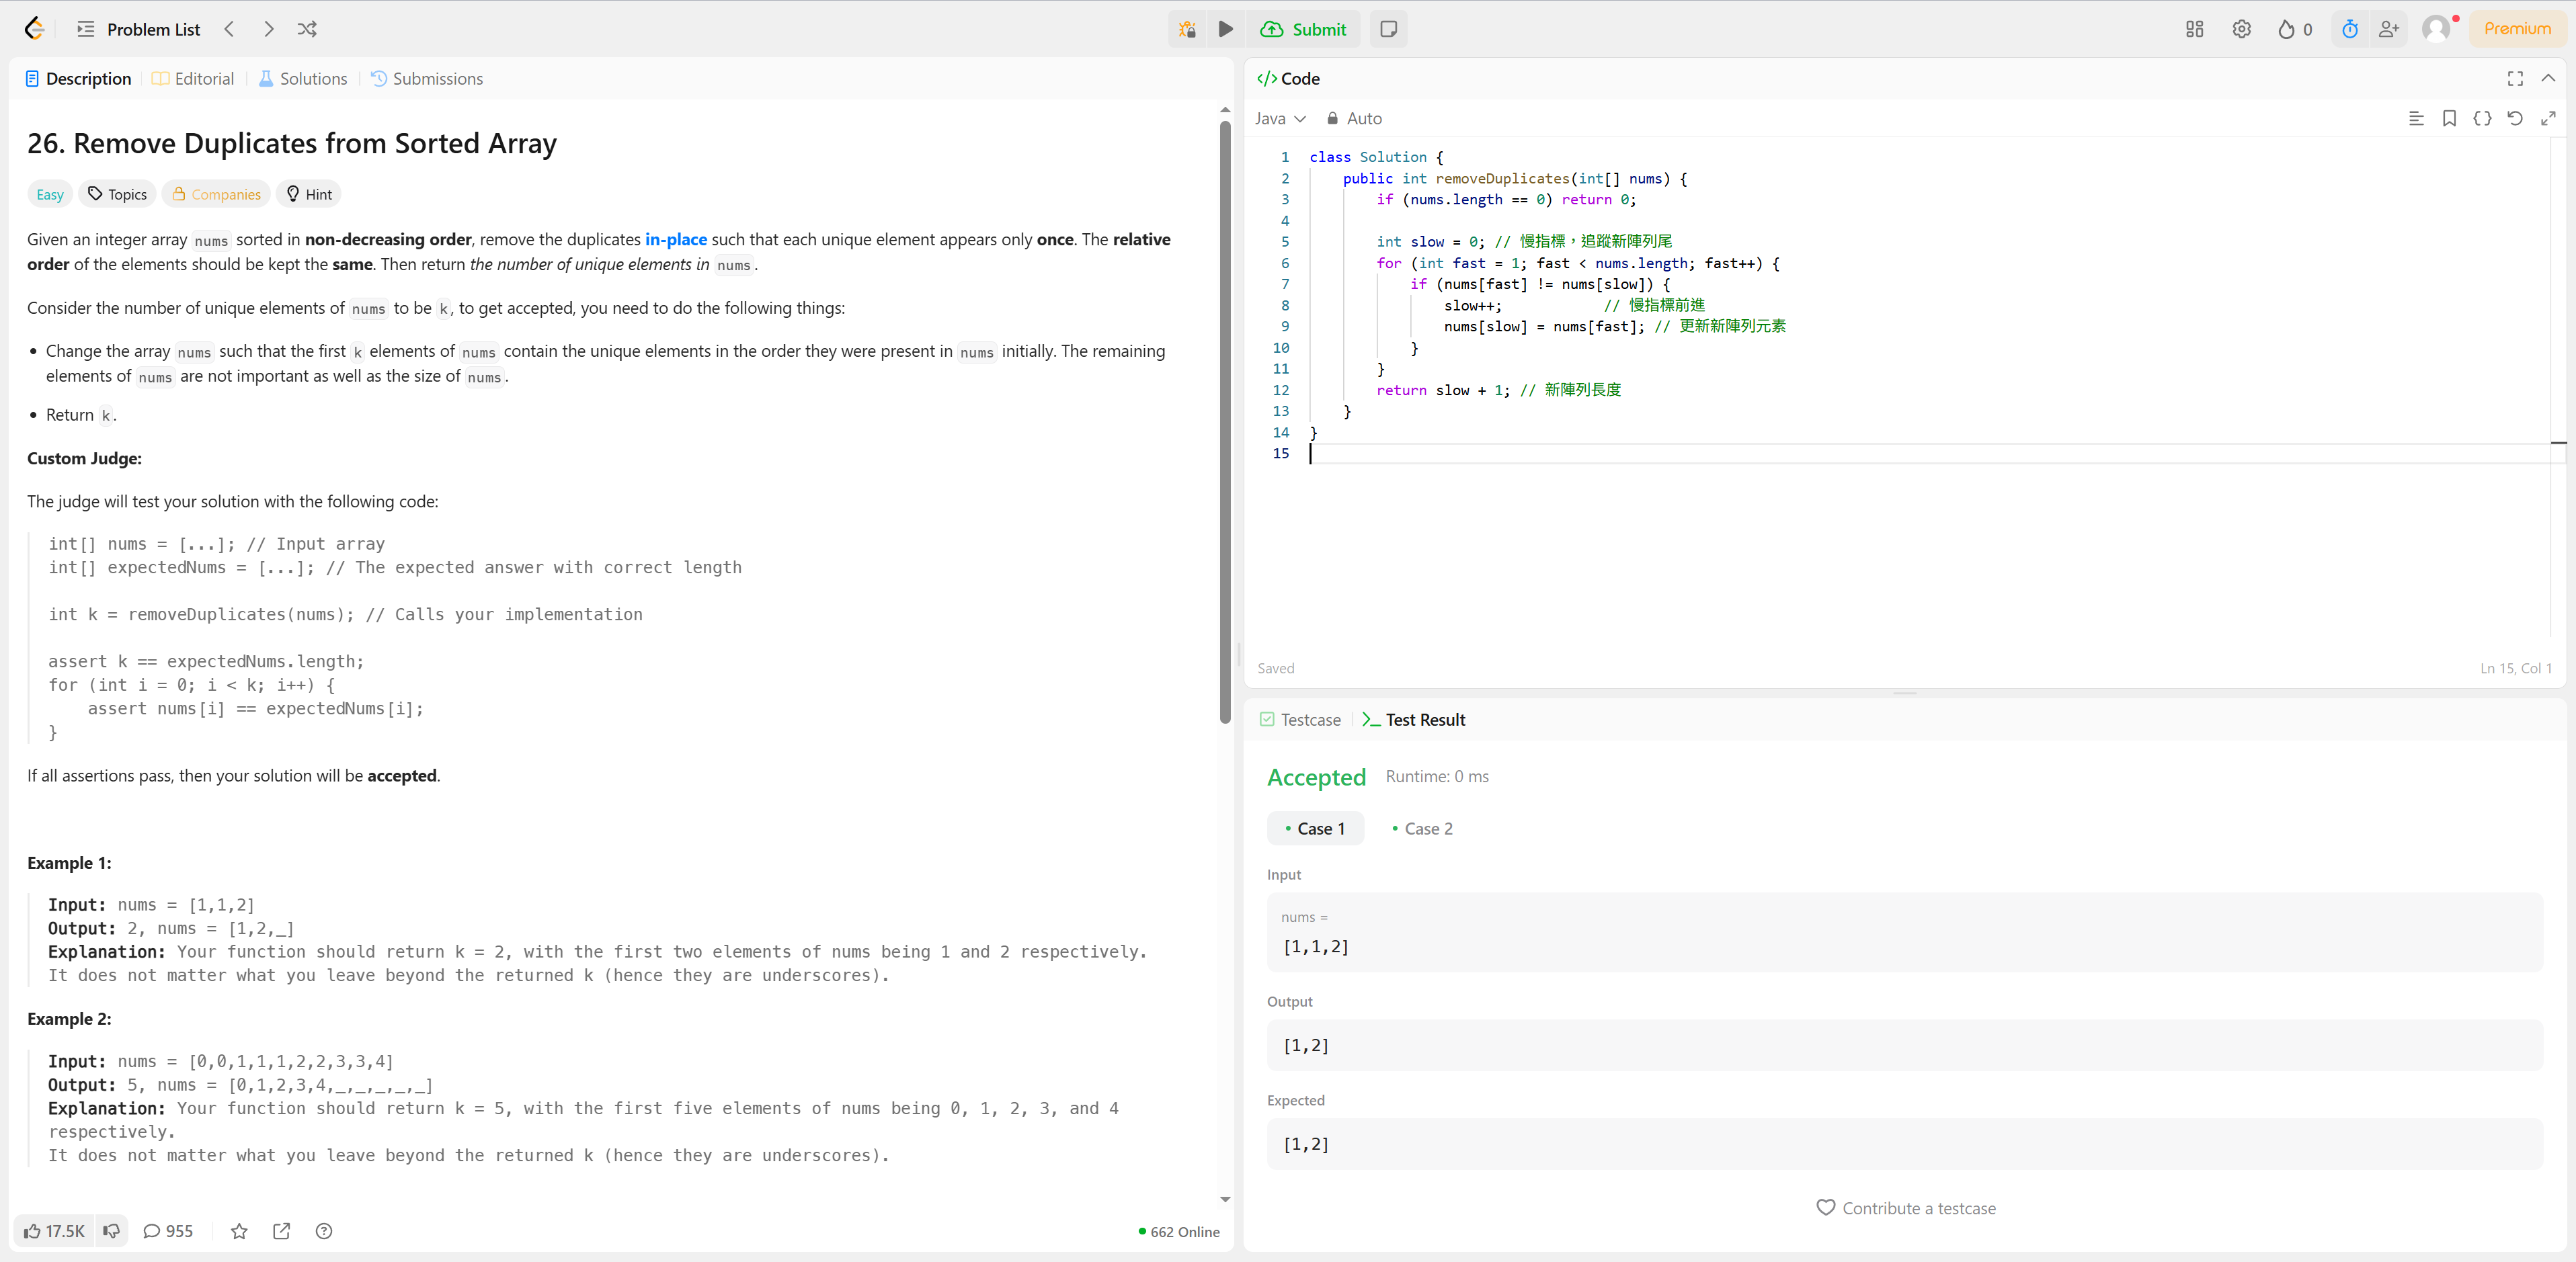 Problem List
Submit
0
Premium
Description
Editorial
Solutions
Submissions
26. Remove Duplicates from Sorted Array
Easy
Topics
Companies
Hint
Given an integer array nums sorted in non-decreasing order, remove the duplicates in-place such that each unique element appears only once. The relative
order of the elements should be kept the same. Then return the number of unique elements in nums.
Consider the number of unique elements of nums to be k, to get accepted, you need to do the following things:
• Change the array nums such that the first k elements of nums contain the unique elements in the order they were present in nums initially. The remaining
elements of nums are not important as well as the size of nums.
• Return k.
Custom Judge:
The judge will test your solution with the following code:
int[] nums = [...]; // Input array
int[] expectedNums = [...]; // The expected answer with correct length
int k = removeDuplicates(nums); // Calls your implementation
assert k == expectedNums.length;
for (int i = 0; i < k; i++) {
    assert nums[i] == expectedNums[i];
}
If all assertions pass, then your solution will be accepted.
Example 1:
Input: nums = [1,1,2]
Output: 2, nums = [1,2,_]
Explanation: Your function should return k = 2, with the first two elements of nums being 1 and 2 respectively.
It does not matter what you leave beyond the returned k (hence they are underscores).
Example 2:
Input: nums = [0,0,1,1,1,2,2,3,3,4]
Output: 5, nums = [0,1,2,3,4,_,_,_,_,_]
Explanation: Your function should return k = 5, with the first five elements of nums being 0, 1, 2, 3, and 4
respectively.
It does not matter what you leave beyond the returned k (hence they are underscores).
17.5K
955
662 Online
</> Code
Java
Auto
1 class Solution {
2     public int removeDuplicates(int[] nums) {
3         if (nums.length == 0) return 0;
4
5         int slow = 0; // 慢指標，追蹤新陣列尾
6         for (int fast = 1; fast < nums.length; fast++) {
7             if (nums[fast] != nums[slow]) {
8                 slow++;            // 慢指標前進
9                 nums[slow] = nums[fast]; // 更新新陣列元素
10             }
11         }
12         return slow + 1; // 新陣列長度
13     }
14 }
15
Saved
Ln 15, Col 1
Testcase
Test Result
Accepted
Runtime: 0 ms
• Case 1
• Case 2
Input
nums =
[1,1,2]
Output
[1,2]
Expected
[1,2]
Contribute a testcase